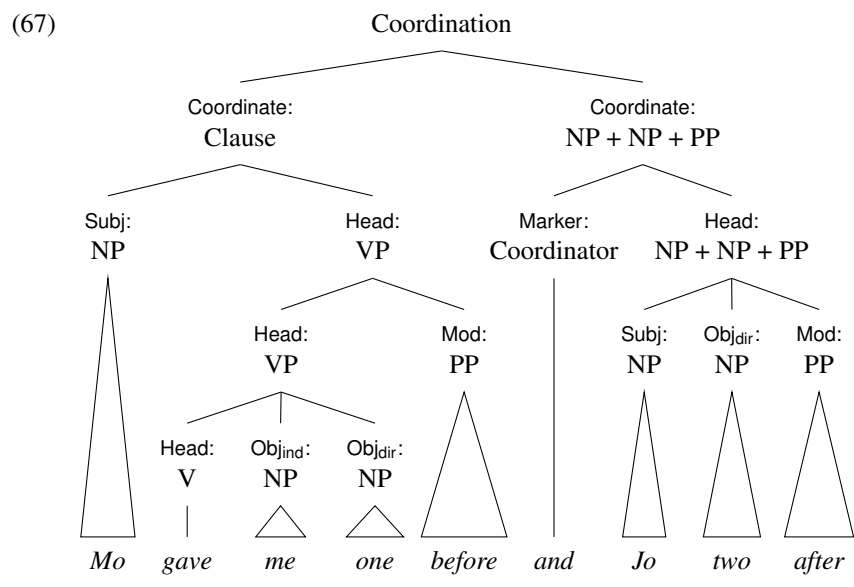 (67) Coordination
Coordinate: Coordinate:
Clause NP + NP + PP
Subj: Head: Marker: Head:
NP VP Coordinator NP + NP + PP
Head: Mod: Subj: Objdir: Mod:
VP PP NP NP PP
Head: Objind: Objdir:
V NP NP
Mo gave me one before and Jo two after